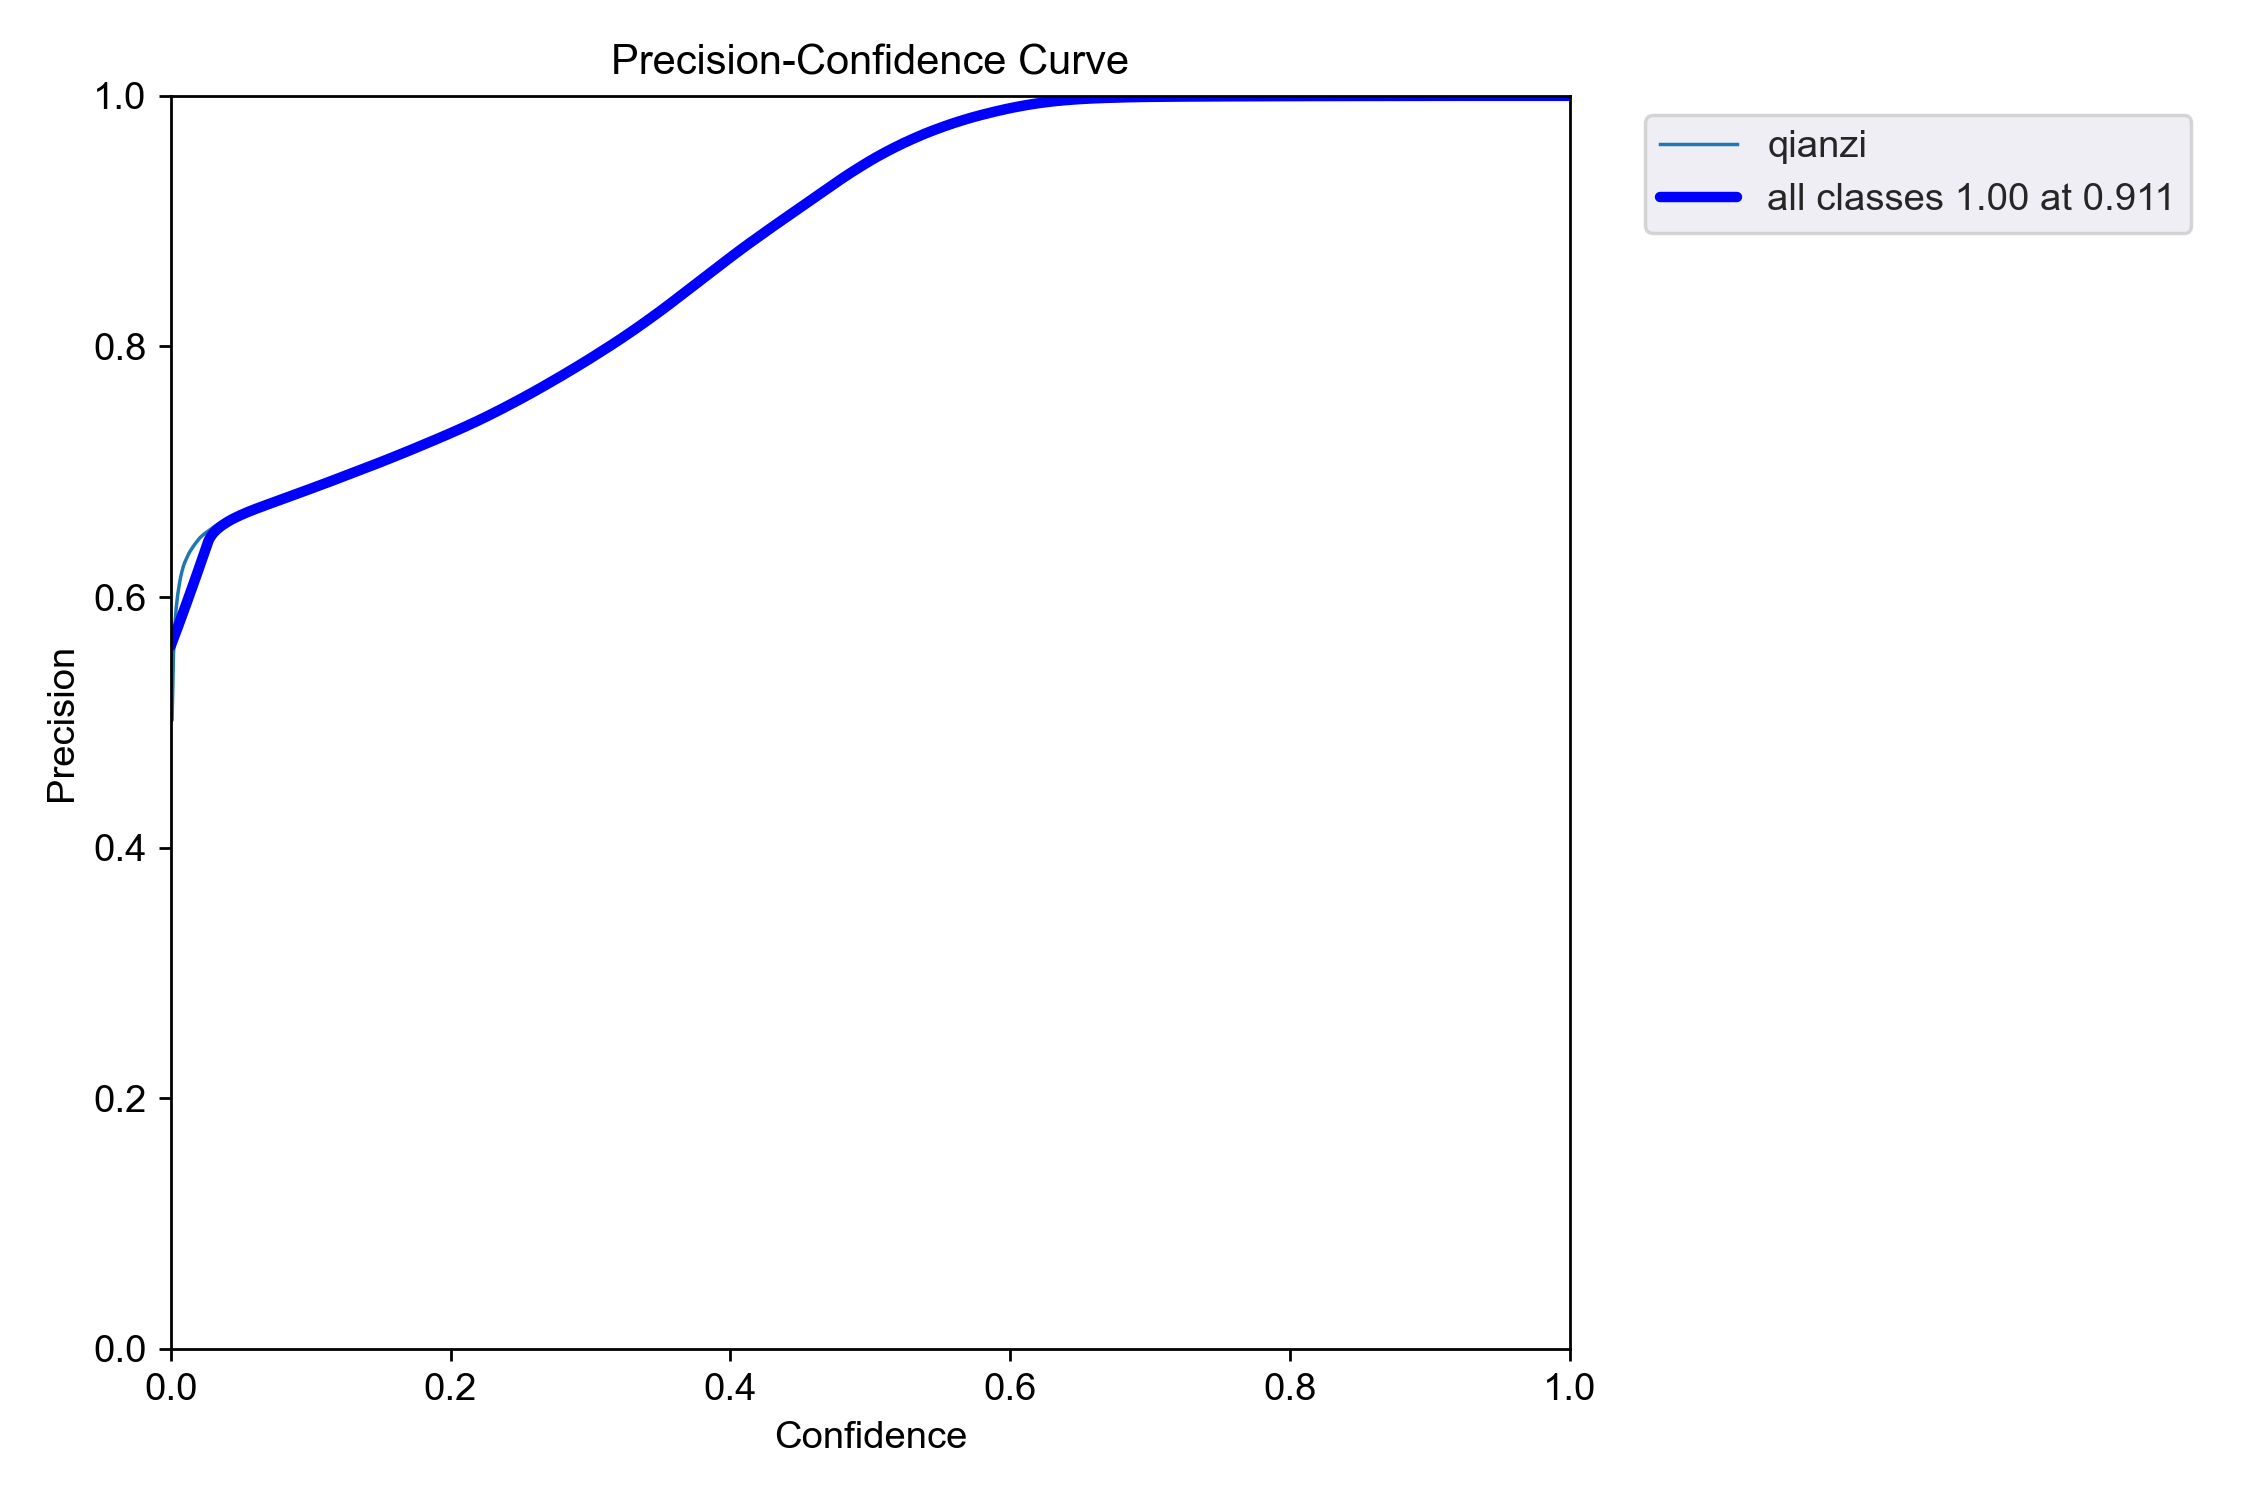 Precision-Confidence Curve
1.0
0.8
0.6
0.4
0.2
0.0
Precision
0.0 0.2 0.4 0.6 0.8 1.0
Confidence
qianzi
all classes 1.00 at 0.911